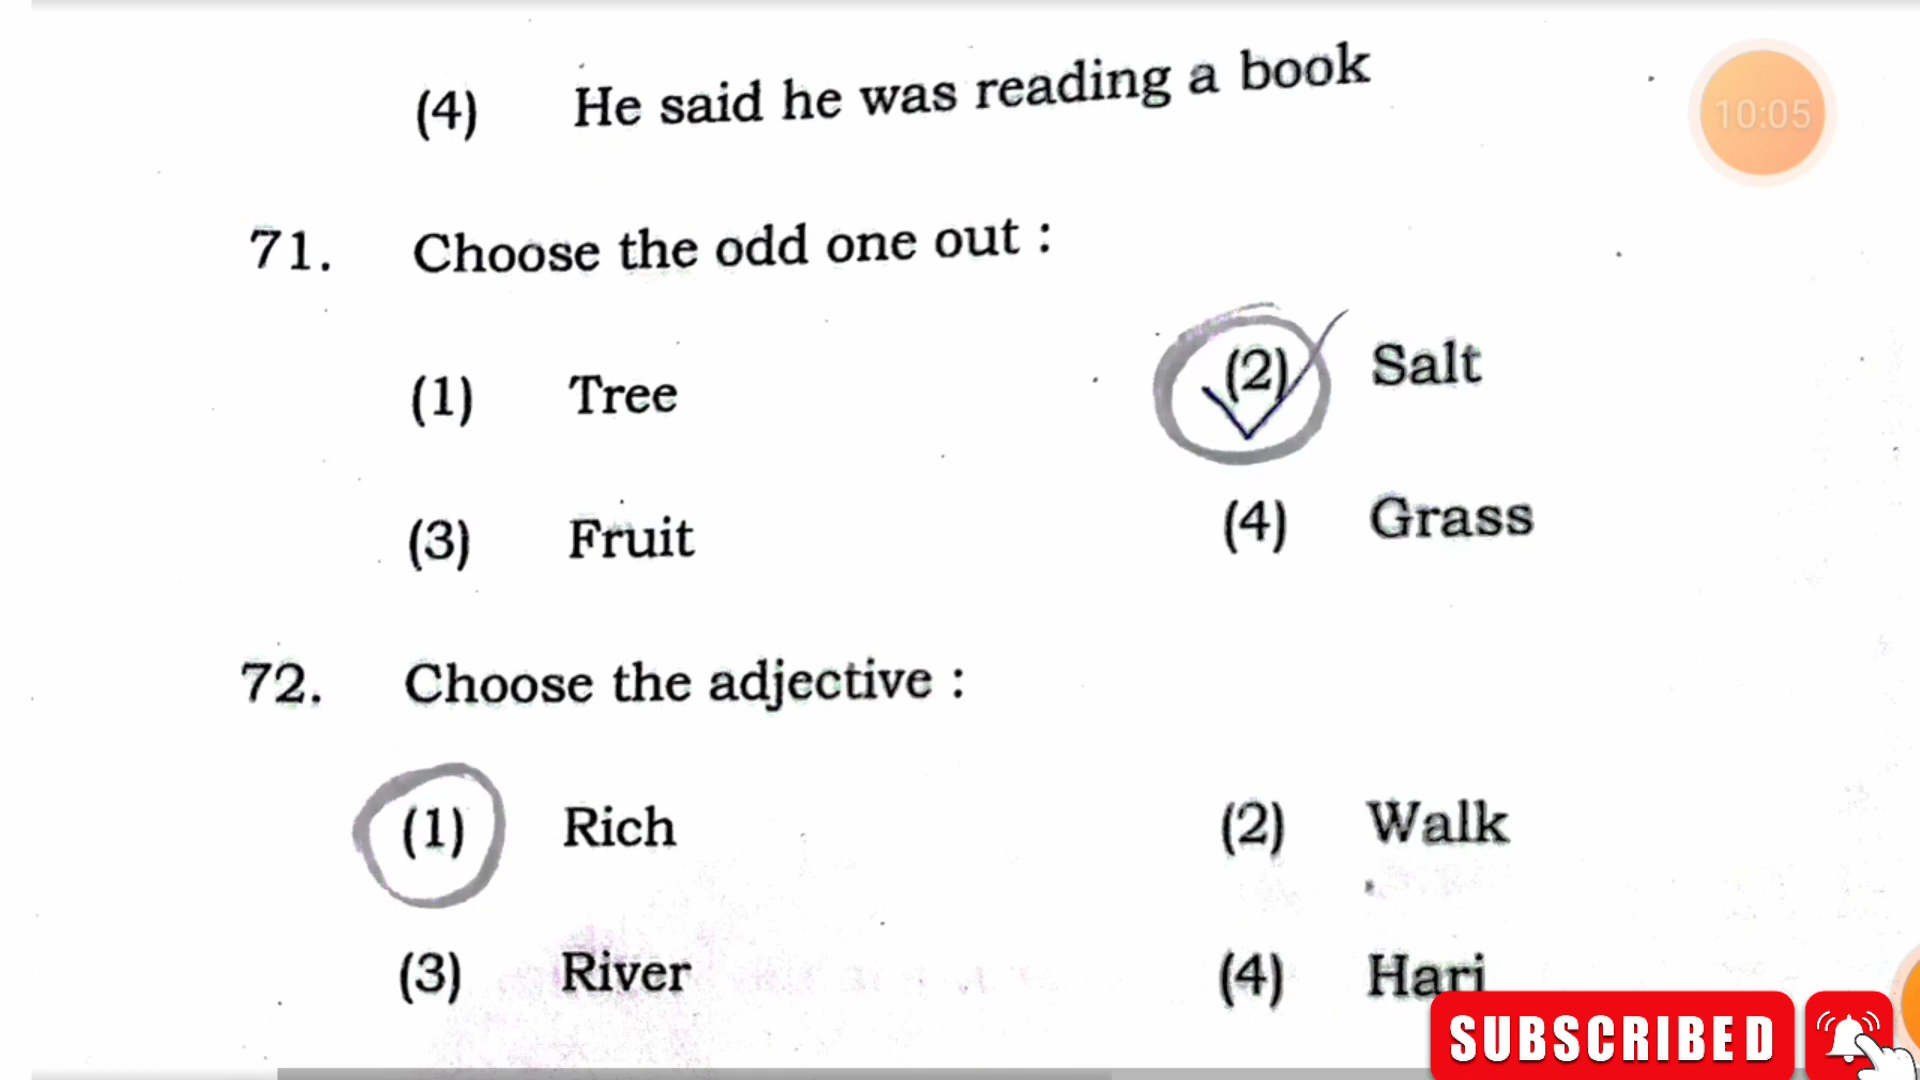 (4) He said he was reading a book
10:05
71. Choose the odd one out :
(1) Tree (2) Salt
(3) Fruit (4) Grass
72. Choose the adjective :
(1) Rich (2) Walk
(3) River (4) Hari
SUBSCRIBED